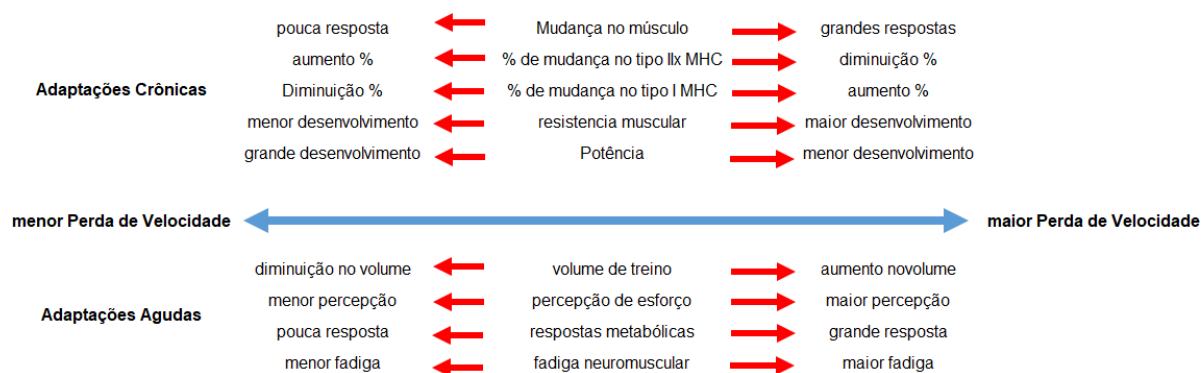 pouca resposta Mudança no músculo grandes respostas
aumento % % de mudança no tipo IIx MHC diminuição %
Adaptações Crônicas Diminuição % % de mudança no tipo I MHC aumento %
menor desenvolvimento resistencia muscular maior desenvolvimento
grande desenvolvimento Potência menor desenvolvimento
menor Perda de Velocidade maior Perda de Velocidade
diminuição no volume volume de treino aumento novolume
menor percepção percepção de esforço maior percepção
Adaptações Agudas
pouca resposta respostas metabólicas grande resposta
menor fadiga fadiga neuromuscular maior fadiga